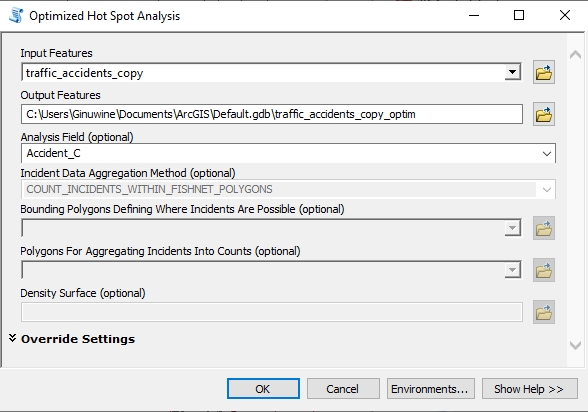 Optimized Hot Spot Analysis
Input Features
traffic_accidents_copy
Output Features
C:\Users\Ginuwine\Documents\ArcGIS\Default.gdb\traffic_accidents_copy_optim
Analysis Field (optional)
Accident_C
Incident Data Aggregation Method (optional)
COUNT_INCIDENTS_WITHIN_FISHNET_POLYGONS
Bounding Polygons Defining Where Incidents Are Possible (optional)
Polygons For Aggregating Incidents Into Counts (optional)
Density Surface (optional)
Override Settings
OK Cancel Environments... Show Help >>